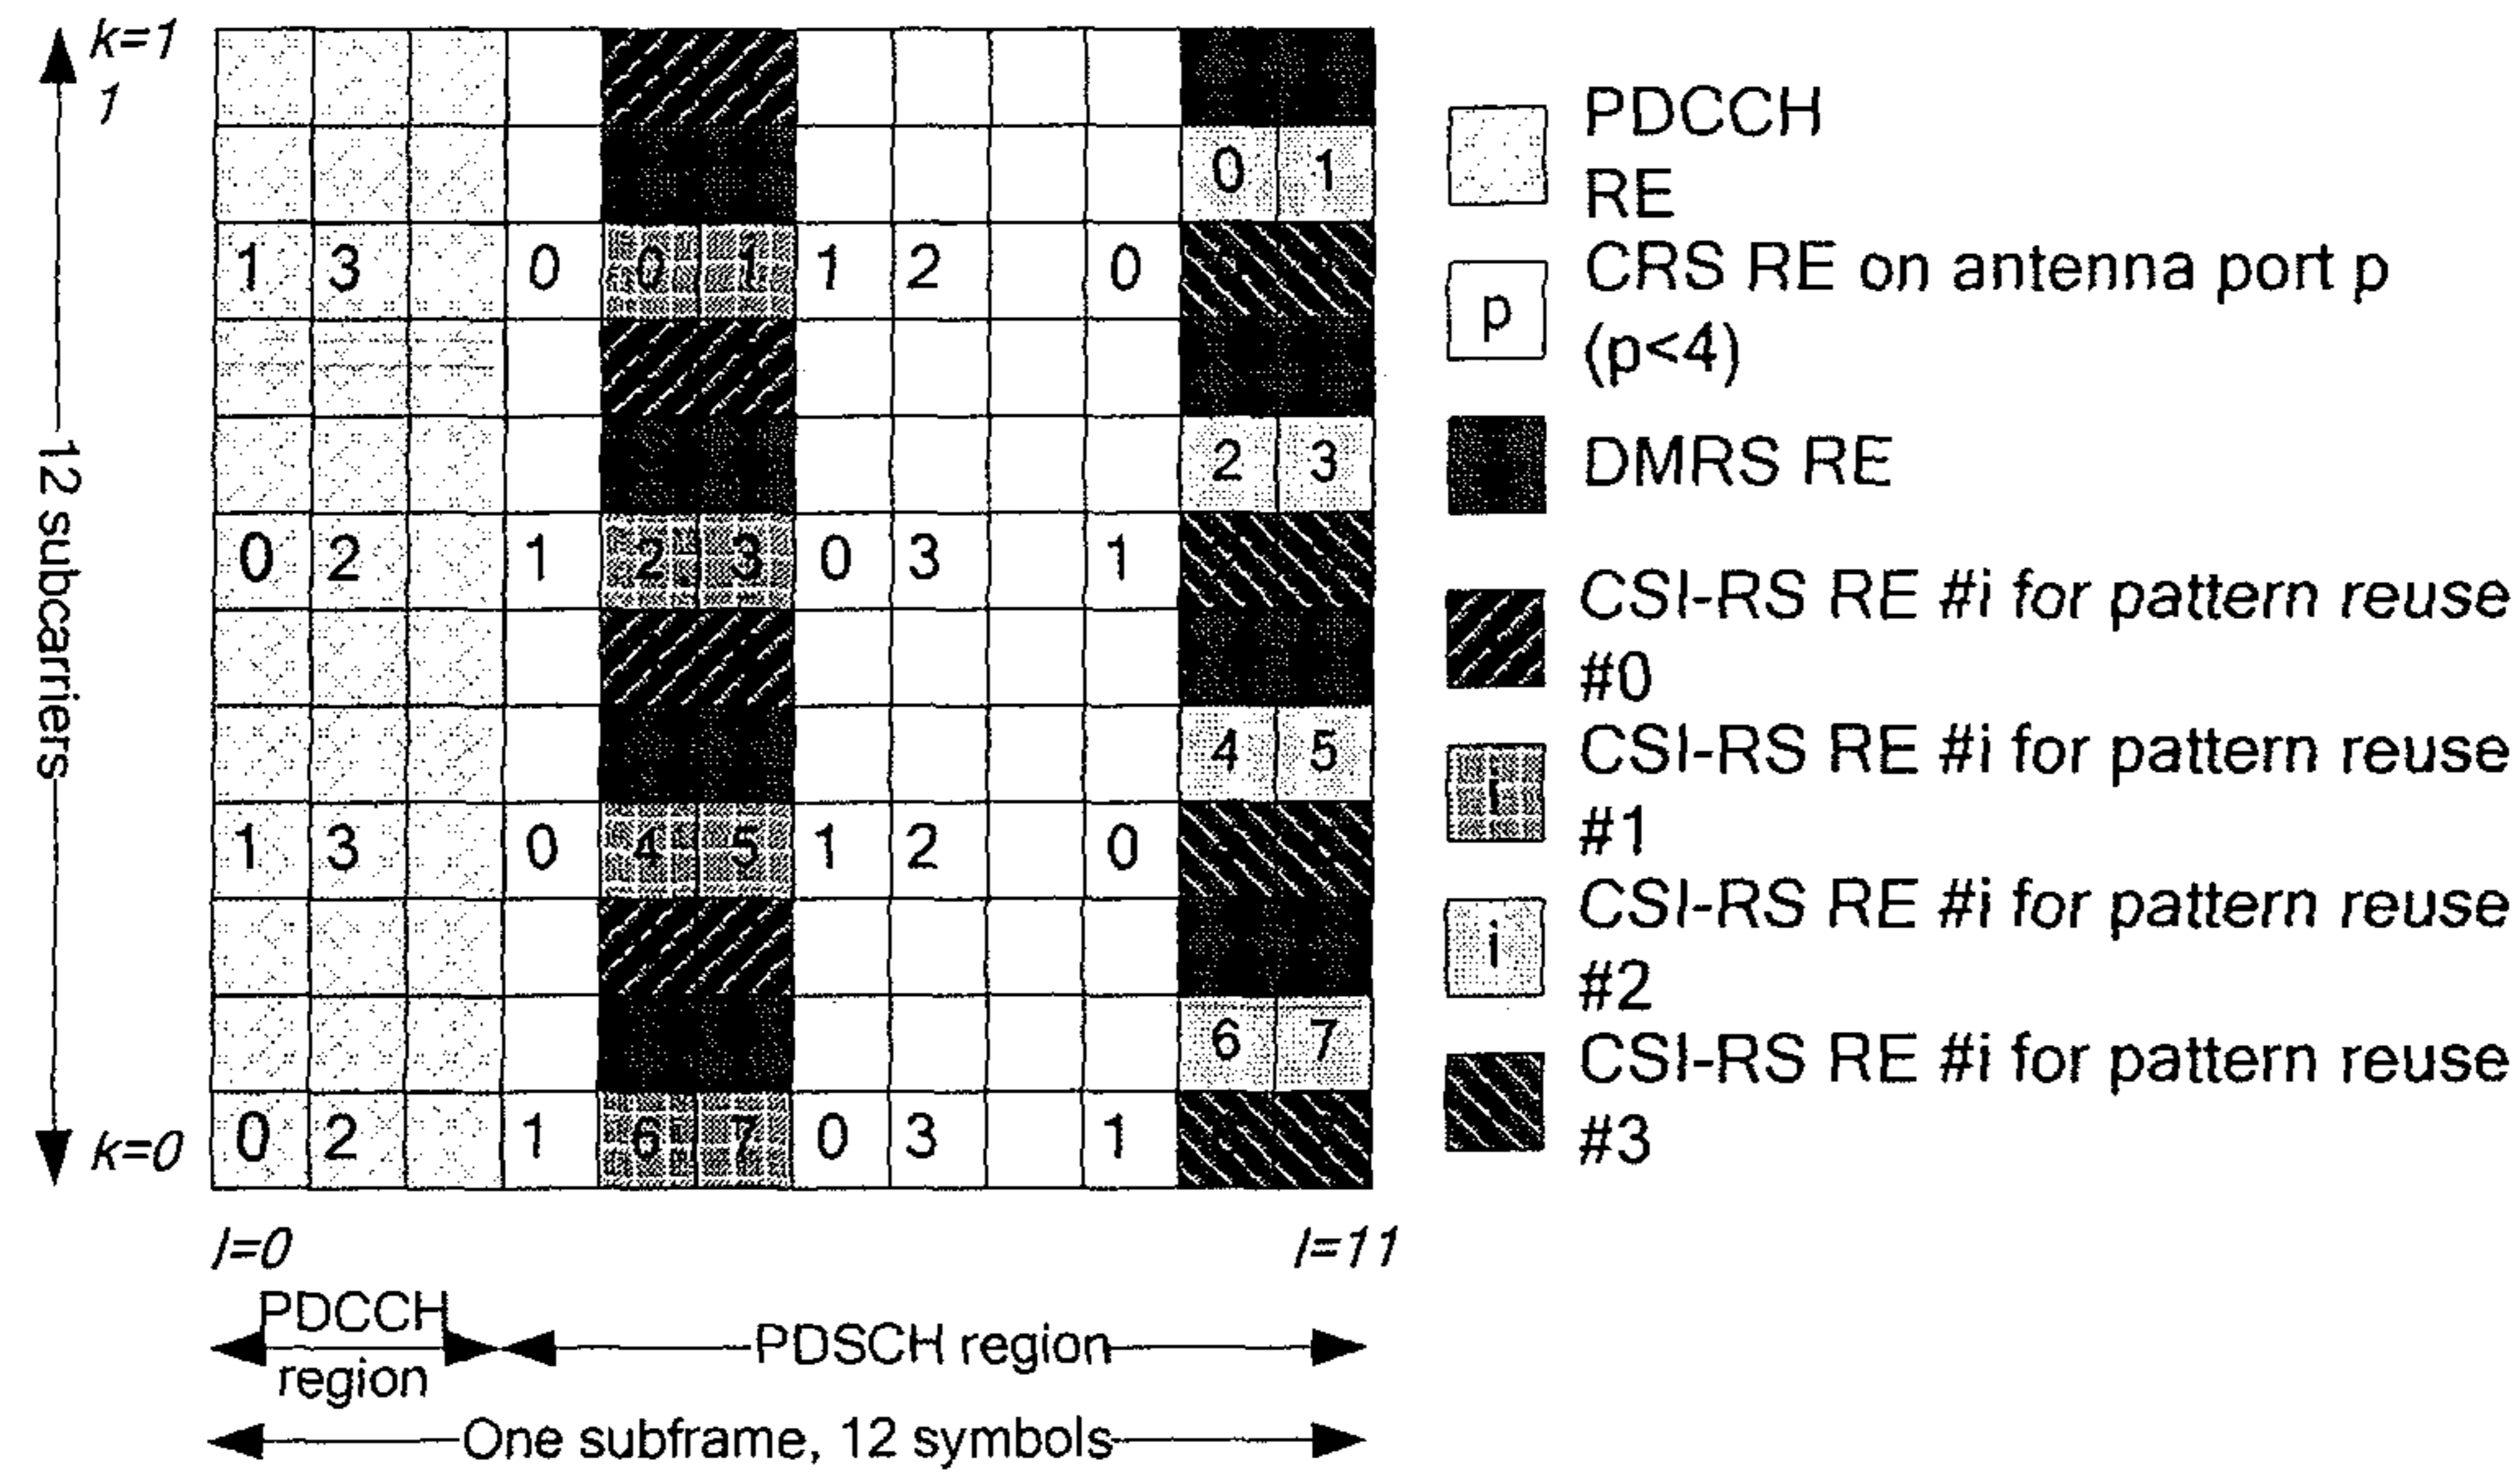 k=1
1
0 1
1 3 0 0 1 1 2 0
2 3
0 2 1 2 3 0 3 1
4 5
1 3 0 4 5 1 2 0
6 7
0 2 1 6 7 0 3 1
12 subcarriers
k=0
l=0
l=11
PDCCH
region
PDSCH region
One subframe, 12 symbols
PDCCH
RE
p
CRS RE on antenna port p
(p<4)
DMRS RE
CSI-RS RE #i for pattern reuse
#0
i
CSI-RS RE #i for pattern reuse
#1
i
CSI-RS RE #i for pattern reuse
#2
CSI-RS RE #i for pattern reuse
#3